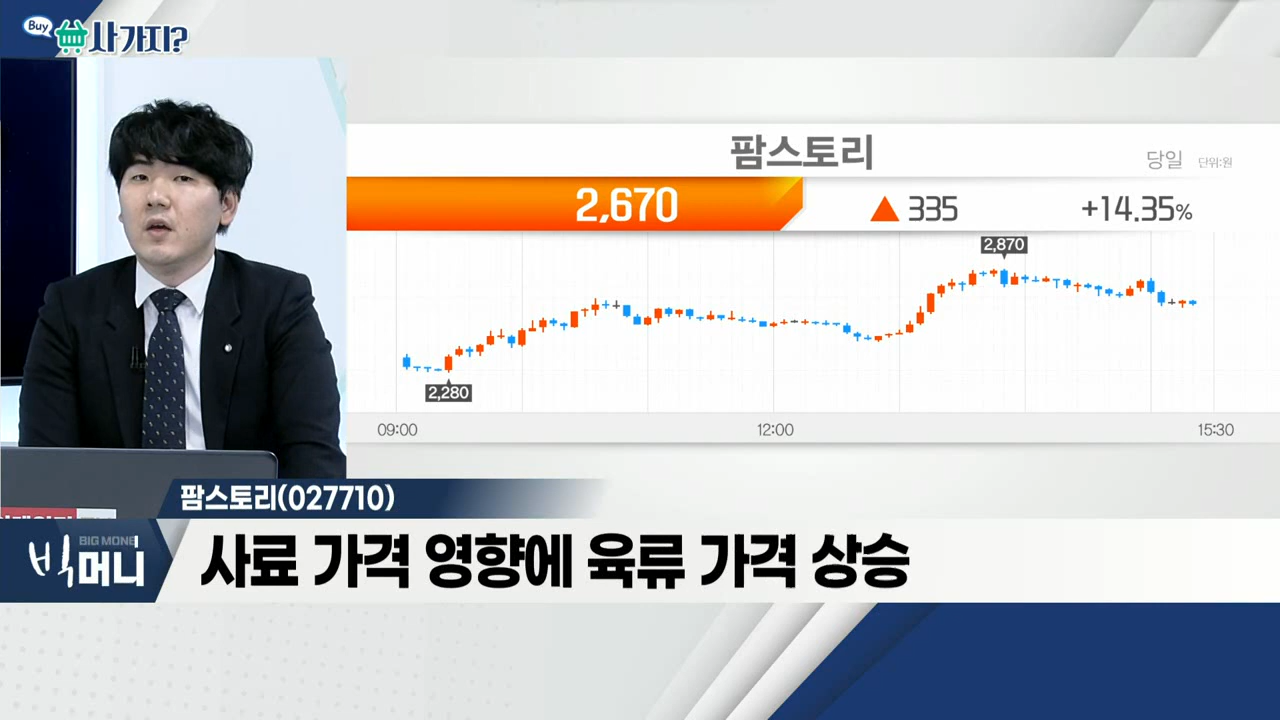 Buy
사가지?
팜스토리
당일 단위:원
2,670 ▲ 335 +14.35%
2,870
2,280
09:00 12:00 15:30
팜스토리(027710)
BIG MONE
빅머니
사료 가격 영향에 육류 가격 상승